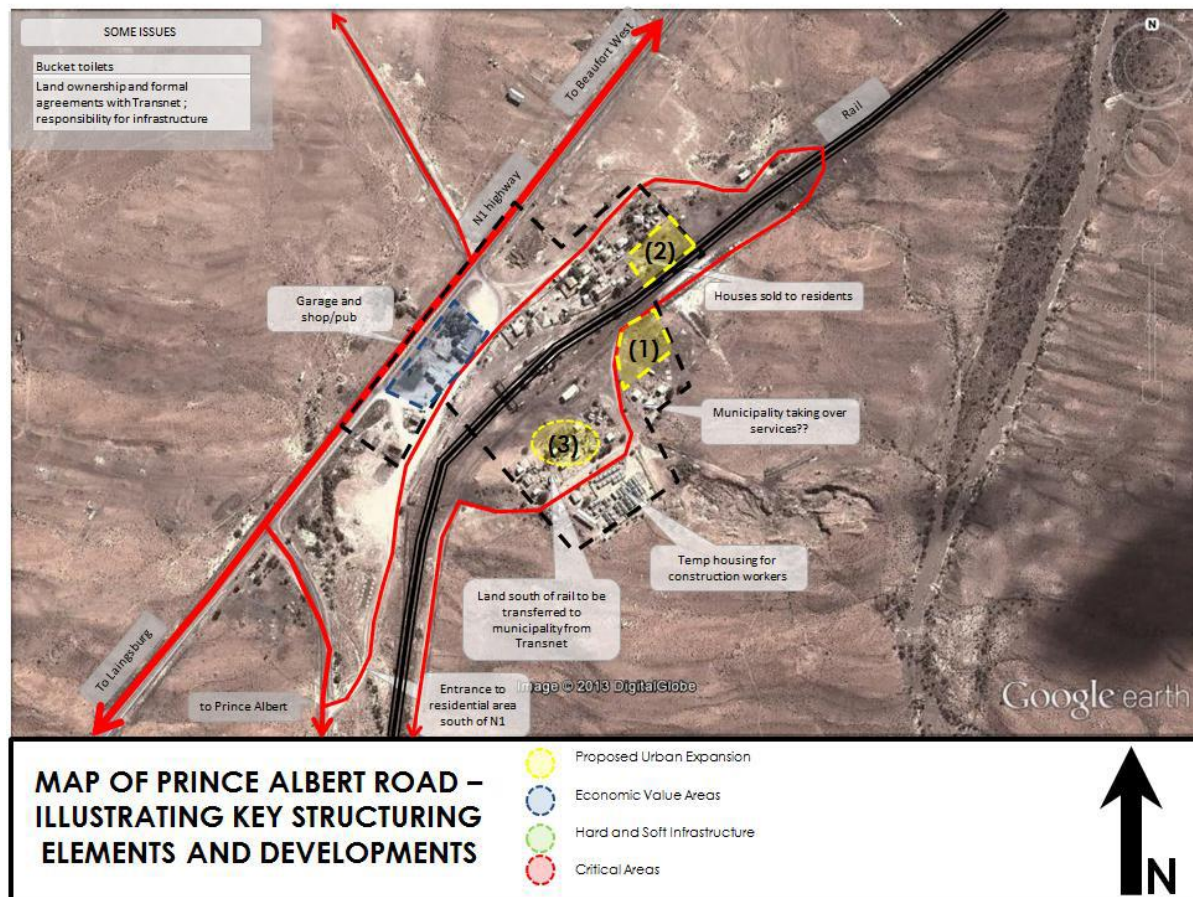 SOME ISSUES
Bucket toilets
Land ownership and formal
agreements with Transnet ;
responsibility for infrastructure
To Beaufort West
N
Rail
N1 highway
(2)
Houses sold to residents
Garage and
shop/pub
(1)
Municipality taking over
services??
(3)
Temp housing for
construction workers
Land south of rail to be
transferred to
municipality from
Transnet
To Laingsburg
to Prince Albert
Entrance to
residential area
south of N1
Image © 2013 DigitalGlobe
Google earth
MAP OF PRINCE ALBERT ROAD –
ILLUSTRATING KEY STRUCTURING
ELEMENTS AND DEVELOPMENTS
Proposed Urban Expansion
Economic Value Areas
Hard and Soft Infrastructure
Critical Areas
N